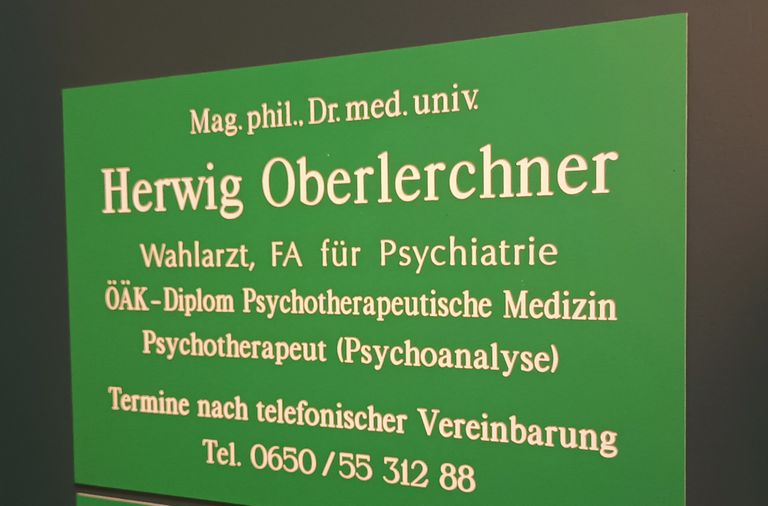 Mag. phil., Dr. med. univ.
Herwig Oberlerchner
Wahlarzt, FA für Psychiatrie
ÖÄK-Diplom Psychotherapeutische Medizin
Psychotherapeut (Psychoanalyse)
Termine nach telefonischer Vereinbarung
Tel. 0650/55 312 88